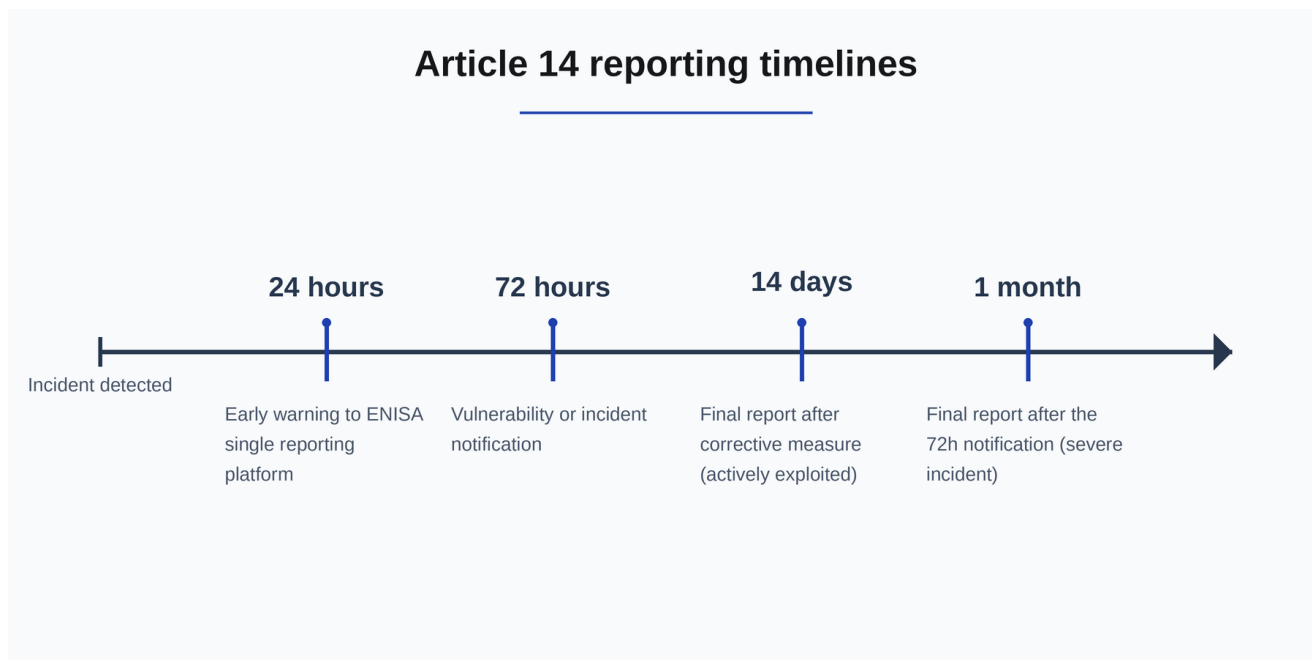 Article 14 reporting timelines
24 hours
72 hours
14 days
1 month
Incident detected
Early warning to ENISA
single reporting
platform
Vulnerability or incident
notification
Final report after
corrective measure
(actively exploited)
Final report after the
72h notification (severe
incident)